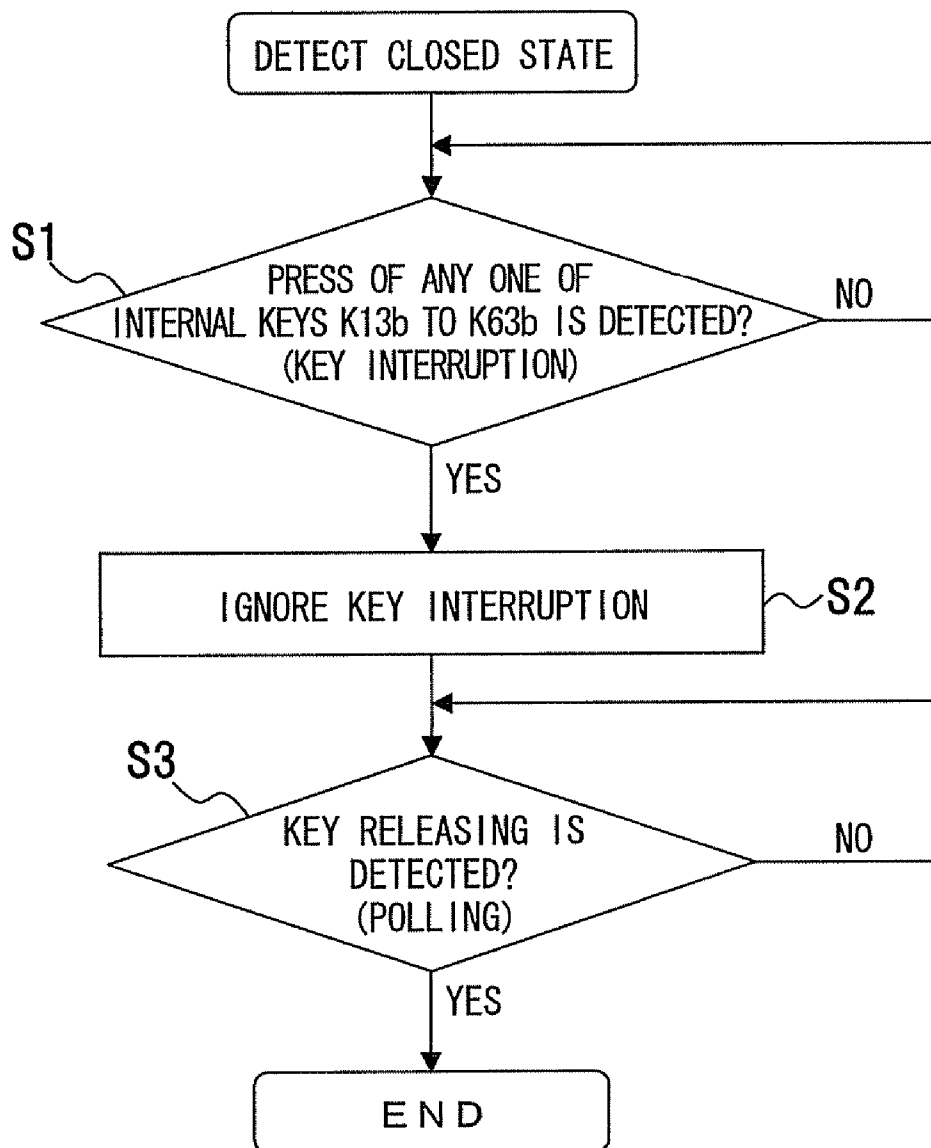 DETECT CLOSED STATE
S1
PRESS OF ANY ONE OF
INTERNAL KEYS K13b TO K63b IS DETECTED?
(KEY INTERRUPTION)
NO
YES
IGNORE KEY INTERRUPTION
S2
S3
KEY RELEASING IS
DETECTED?
(POLLING)
NO
YES
END